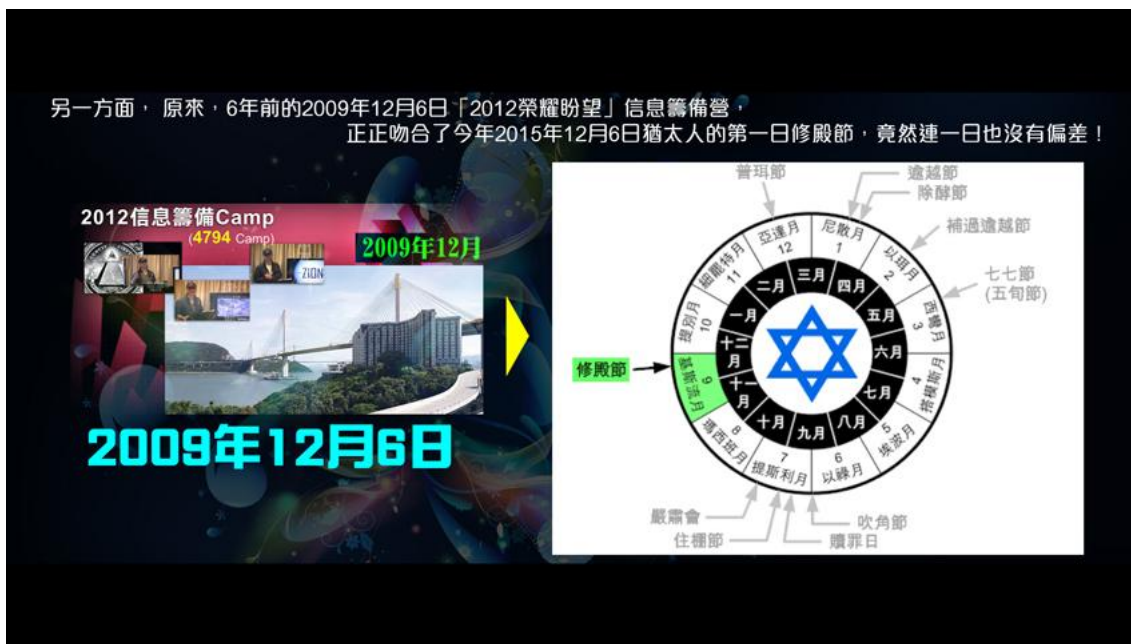 另一方面， 原來，6年前的2009年12月6日「2012榮耀盼望」信息籌備營，
正正吻合了今年2015年12月6日猶太人的第一日修殿節，竟然連一日也沒有偏差！
2012信息籌備Camp
(4794 Camp)
2009年12月
ZION
2009年12月6日
普珥節
逾越節
除酵節
補過逾越節
七七節
(五旬節)
修殿節
嚴肅會
住棚節
贖罪日
吹角節
尼散月
1
以珥月
2
西彎月
3
搭模斯月
4
埃波月
5
以祿月
6
提斯利月
7
瑪西班月
8
基斯流月
9
提別月
10
細罷特月
11
亞達月
12
三月
四月
五月
六月
七月
八月
九月
十月
十一月
十二月
一月
二月